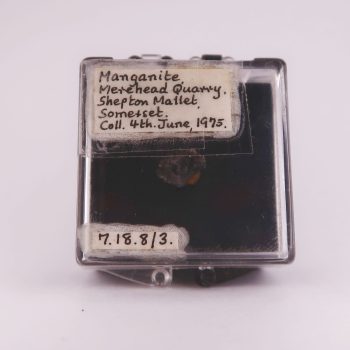 Manganite,
Merehead Quarry.
Shepton Mallet
Somerset.
Coll. 4th. June, 1975.
7.18.8/3.